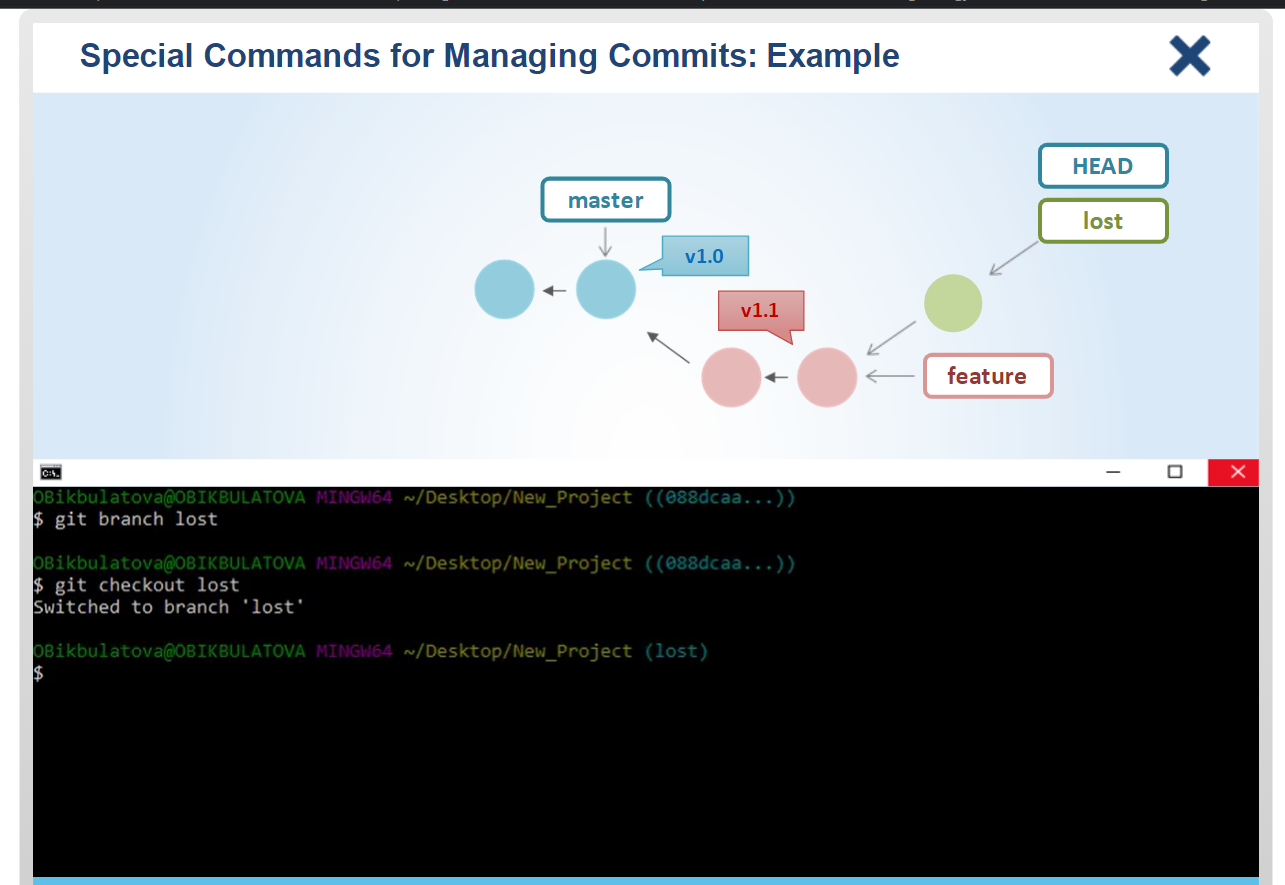 Special Commands for Managing Commits: Example
HEAD
master
lost
v1.0
v1.1
feature
C:\.
OBikbulatova@OBIKBULATOVA MINGW64 ~/Desktop/New_Project ((088dcaa...))
$ git branch lost
OBikbulatova@OBIKBULATOVA MINGW64 ~/Desktop/New_Project ((088dcaa...))
$ git checkout lost
Switched to branch 'lost'
OBikbulatova@OBIKBULATOVA MINGW64 ~/Desktop/New_Project (lost)
$